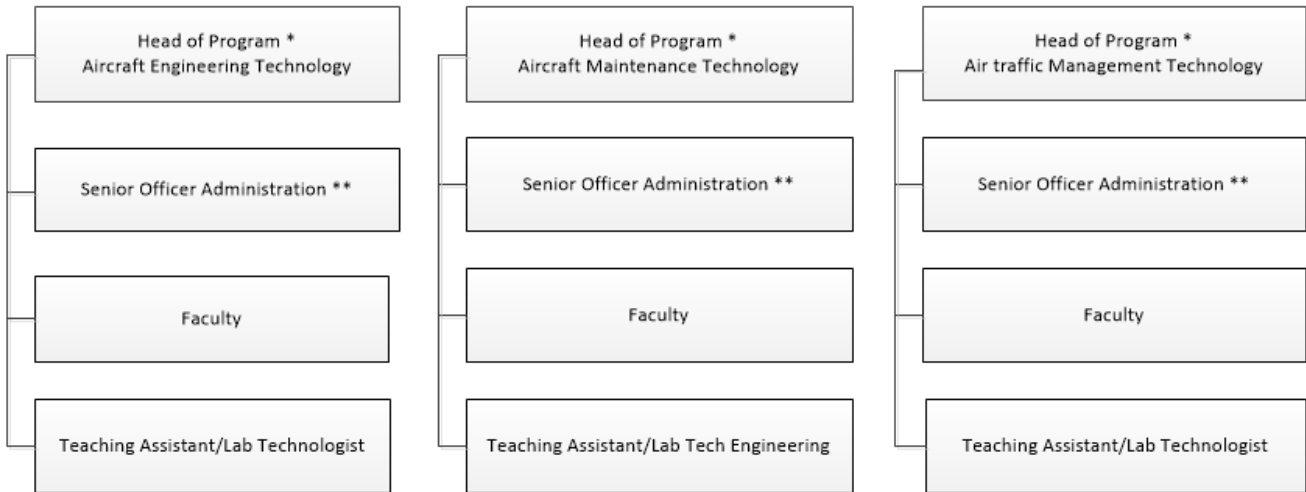 Head of Program *
Aircraft Engineering Technology
Senior Officer Administration **
Faculty
Teaching Assistant/Lab Technologist
Head of Program *
Aircraft Maintenance Technology
Senior Officer Administration **
Faculty
Teaching Assistant/Lab Tech Engineering
Head of Program *
Air traffic Management Technology
Senior Officer Administration **
Faculty
Teaching Assistant/Lab Technologist